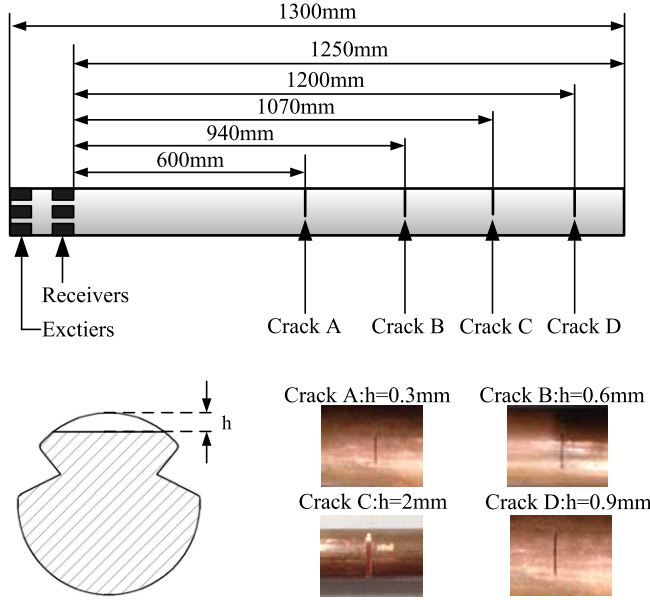 1300mm
1250mm
1200mm
1070mm
940mm
600mm
Receivers
Exctiers
Crack A
Crack B
Crack C
Crack D
h
Crack A:h=0.3mm
Crack B:h=0.6mm
Crack C:h=2mm
Crack D:h=0.9mm